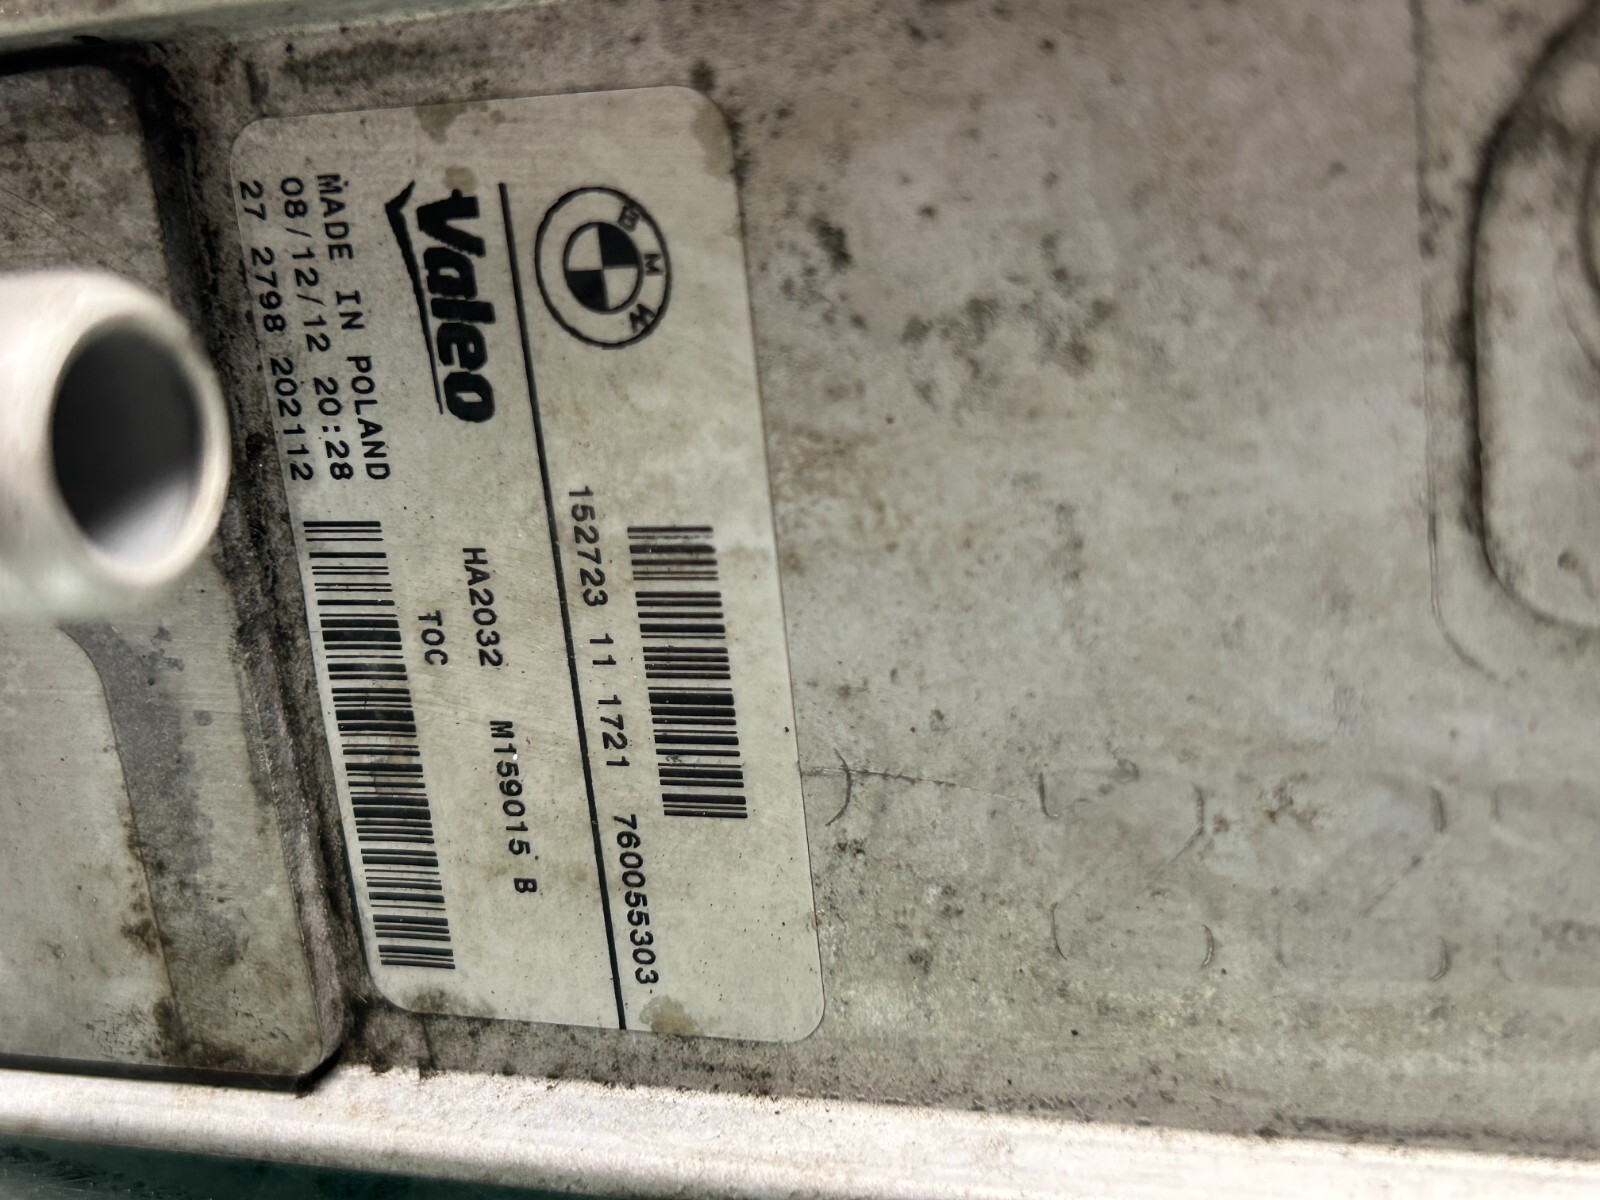 BMW
152723 11 1721 760055303
Valeo
HA2032 M159015 B
TOC
MADE IN POLAND
08/12/12 20:28
27 2798 202112